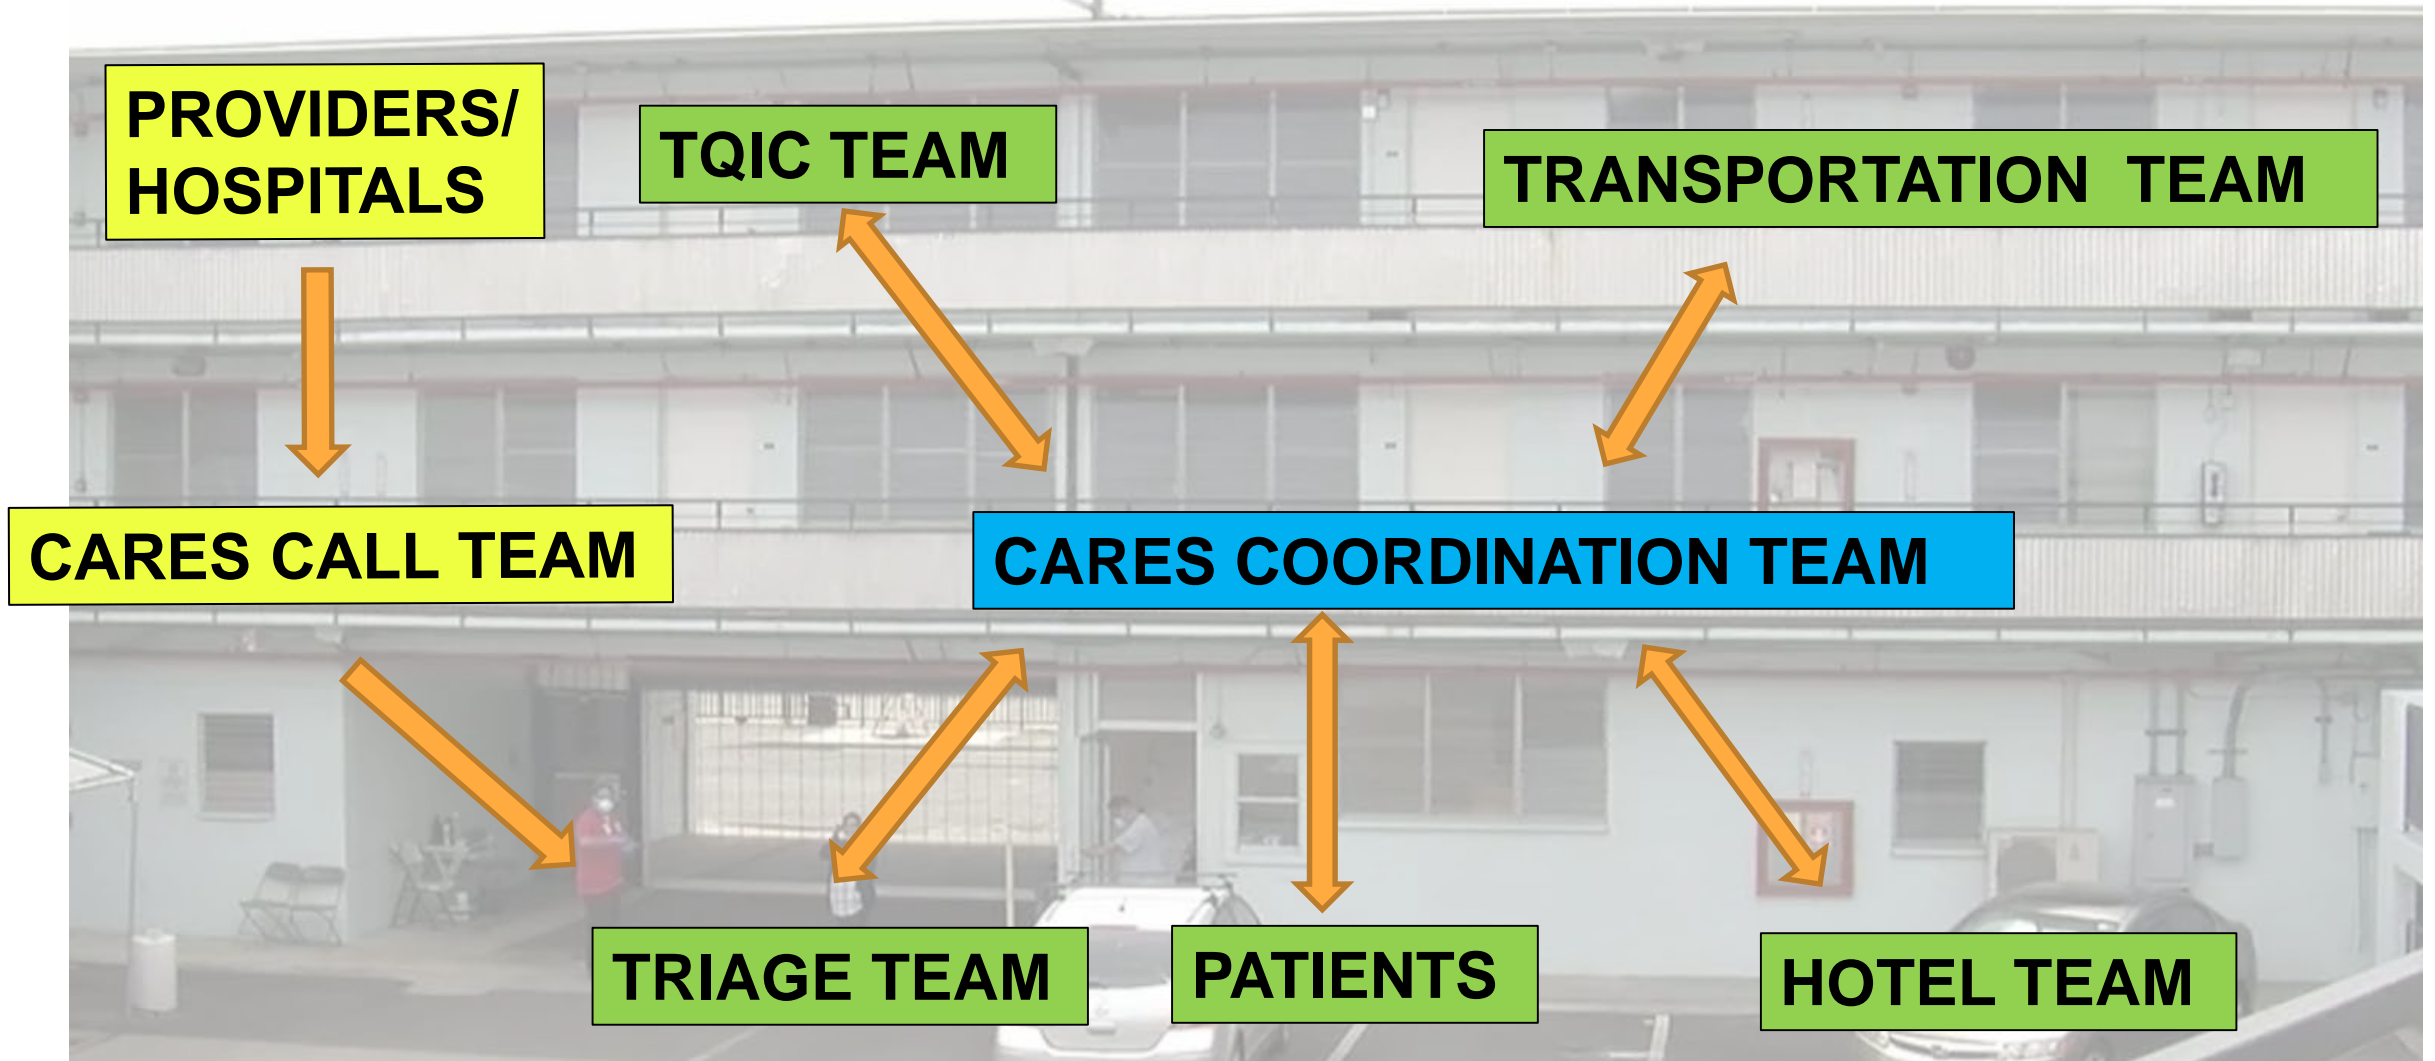 PROVIDERS/
HOSPITALS
TQIC TEAM
TRANSPORTATION TEAM
CARES CALL TEAM
CARES COORDINATION TEAM
TRIAGE TEAM
PATIENTS
HOTEL TEAM